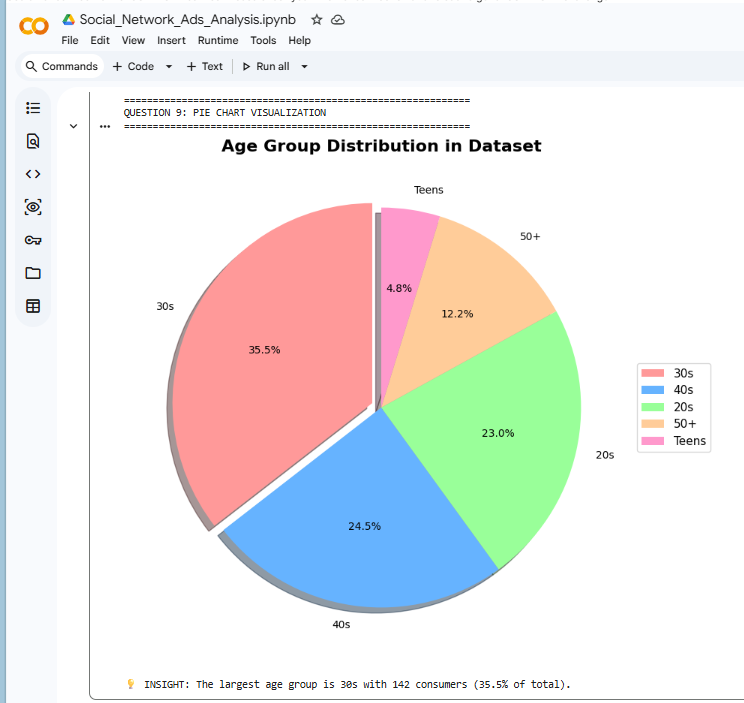 Social_Network_Ads_Analysis.ipynb
File Edit View Insert Runtime Tools Help
Commands + Code + Text Run all
======================================================================
QUESTION 9: PIE CHART VISUALIZATION
======================================================================
Age Group Distribution in Dataset
Teens
50+
4.8%
12.2%
30s
35.5%
30s
40s
20s
50+
Teens
23.0%
20s
24.5%
40s
💡 INSIGHT: The largest age group is 30s with 142 consumers (35.5% of total).